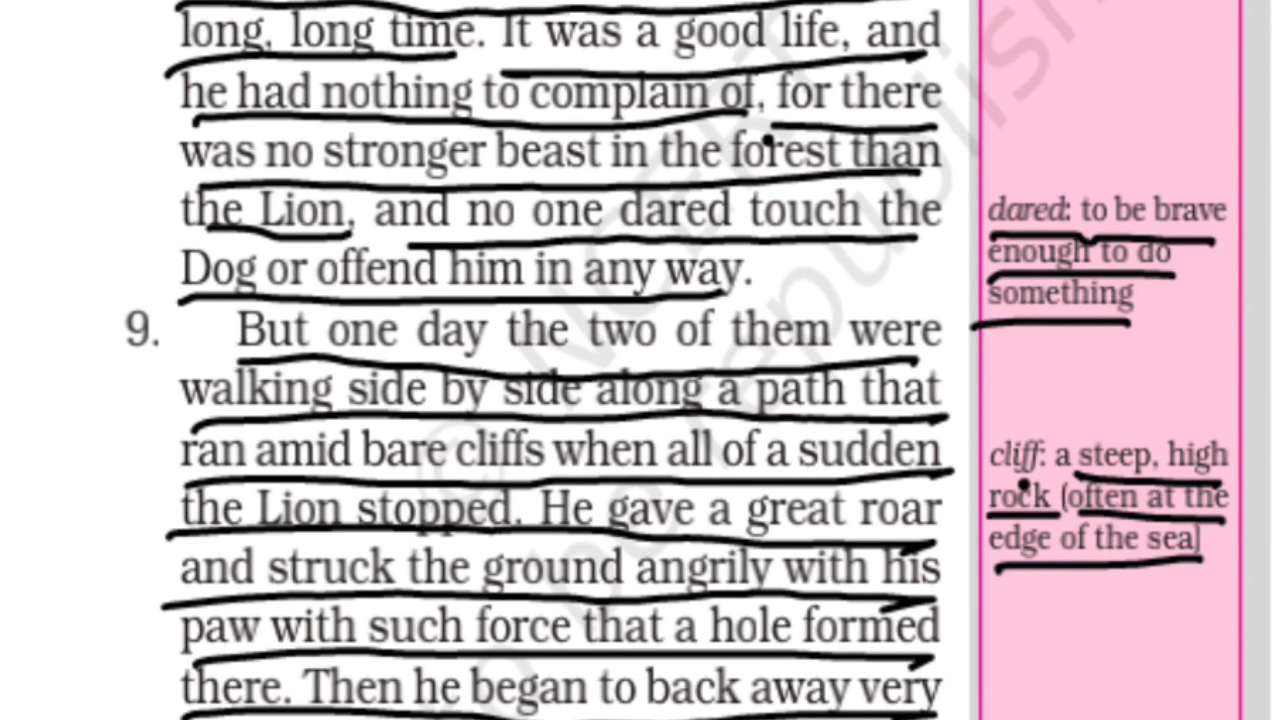 long, long time. It was a good life, and
he had nothing to complain of, for there
was no stronger beast in the forest than
the Lion, and no one dared touch the
Dog or offend him in any way.
dared: to be brave
enough to do
something
9. But one day the two of them were
walking side by side along a path that
ran amid bare cliffs when all of a sudden
the Lion stopped. He gave a great roar
and struck the ground angrily with his
paw with such force that a hole formed
there. Then he began to back away very
cliff: a steep, high
rock (often at the
edge of the sea)
© NCERT
be republish